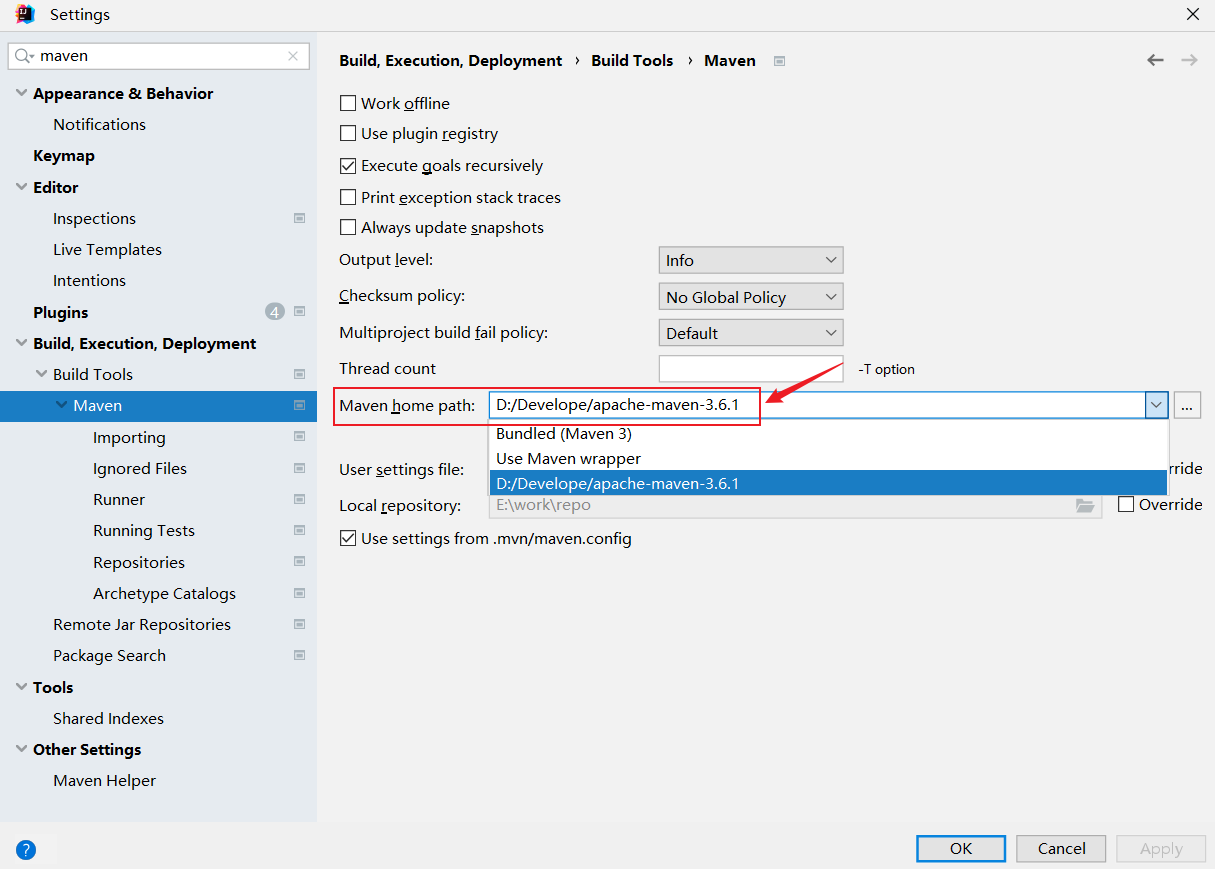 Settings
maven
Appearance & Behavior
Notifications
Keymap
Editor
Inspections
Live Templates
Intentions
Plugins 4
Build, Execution, Deployment
Build Tools
Maven
Importing
Ignored Files
Runner
Running Tests
Repositories
Archetype Catalogs
Remote Jar Repositories
Package Search
Tools
Shared Indexes
Other Settings
Maven Helper
?
Build, Execution, Deployment › Build Tools › Maven
Work offline
Use plugin registry
Execute goals recursively
Print exception stack traces
Always update snapshots
Output level: Info
Checksum policy: No Global Policy
Multiproject build fail policy: Default
Thread count -T option
Maven home path: D:/Develope/apache-maven-3.6.1 ...
Bundled (Maven 3)
Use Maven wrapper
User settings file: rride
D:/Develope/apache-maven-3.6.1
Local repository: E:\work\repo Override
Use settings from .mvn/maven.config
OK Cancel Apply